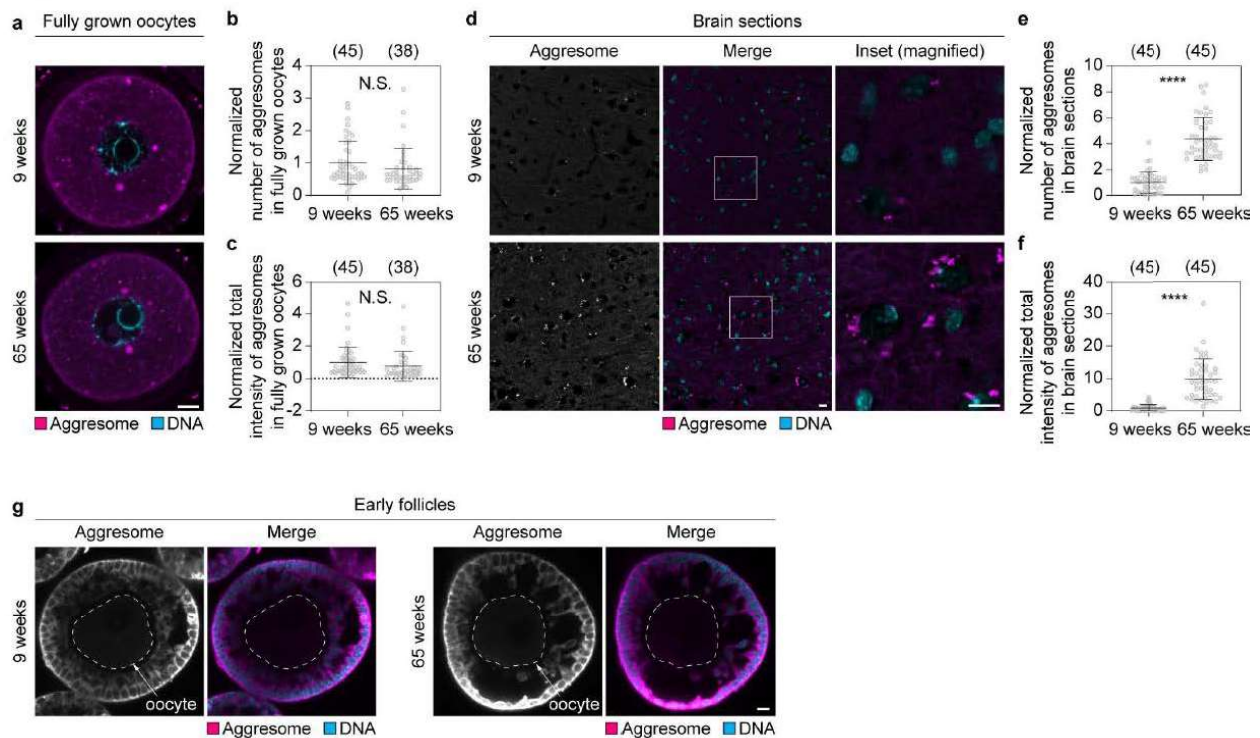 a
Fully grown oocytes
9 weeks
65 weeks
Aggresome DNA
b
(45) (38)
N.S.
Normalized
number of aggresomes
in fully grown oocytes
4
3
2
1
0
9 weeks 65 weeks
c
(45) (38)
N.S.
Normalized total
intensity of aggresomes
in fully grown oocytes
6
4
2
0
-2
9 weeks 65 weeks
d
Brain sections
Aggresome Merge Inset (magnified)
9 weeks
65 weeks
Aggresome DNA
e
(45) (45)
****
Normalized
number of aggresomes
in brain sections
10
8
6
4
2
0
9 weeks 65 weeks
f
(45) (45)
****
Normalized total
intensity of aggresomes
in brain sections
40
30
20
10
0
9 weeks 65 weeks
g
Early follicles
Aggresome Merge Aggresome Merge
9 weeks
65 weeks
oocyte
oocyte
Aggresome DNA
Aggresome DNA